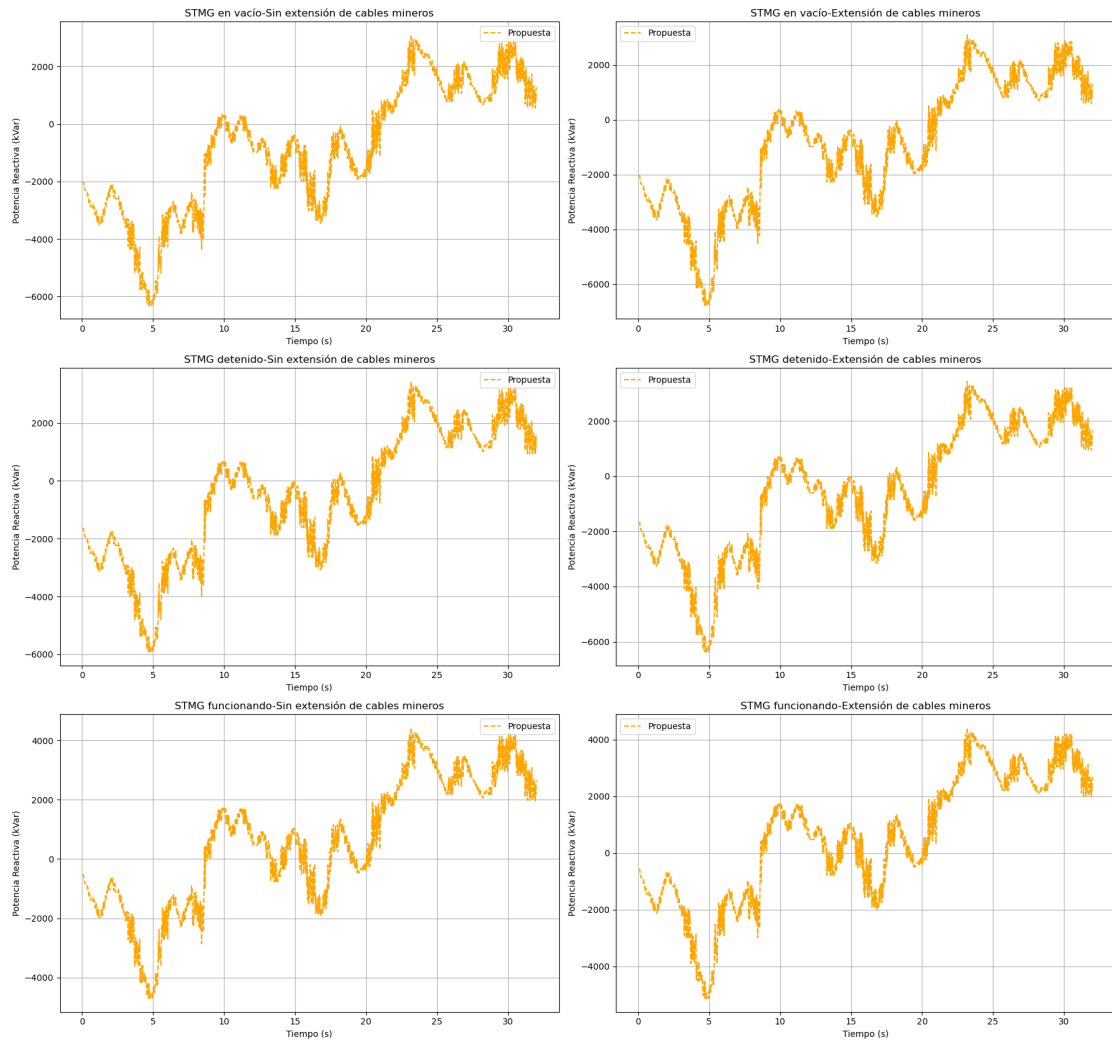 STMG en vacío-Sin extensión de cables mineros
Propuesta
Potencia Reactiva (kVar)
2000
0
−2000
−4000
−6000
0 5 10 15 20 25 30
Tiempo (s)
STMG en vacío-Extensión de cables mineros
Propuesta
Potencia Reactiva (kVar)
2000
0
−2000
−4000
−6000
0 5 10 15 20 25 30
Tiempo (s)
STMG detenido-Sin extensión de cables mineros
Propuesta
Potencia Reactiva (kVar)
2000
0
−2000
−4000
−6000
0 5 10 15 20 25 30
Tiempo (s)
STMG detenido-Extensión de cables mineros
Propuesta
Potencia Reactiva (kVar)
2000
0
−2000
−4000
−6000
0 5 10 15 20 25 30
Tiempo (s)
STMG funcionando-Sin extensión de cables mineros
Propuesta
Potencia Reactiva (kVar)
4000
2000
0
−2000
−4000
0 5 10 15 20 25 30
Tiempo (s)
STMG funcionando-Extensión de cables mineros
Propuesta
Potencia Reactiva (kVar)
4000
2000
0
−2000
−4000
0 5 10 15 20 25 30
Tiempo (s)